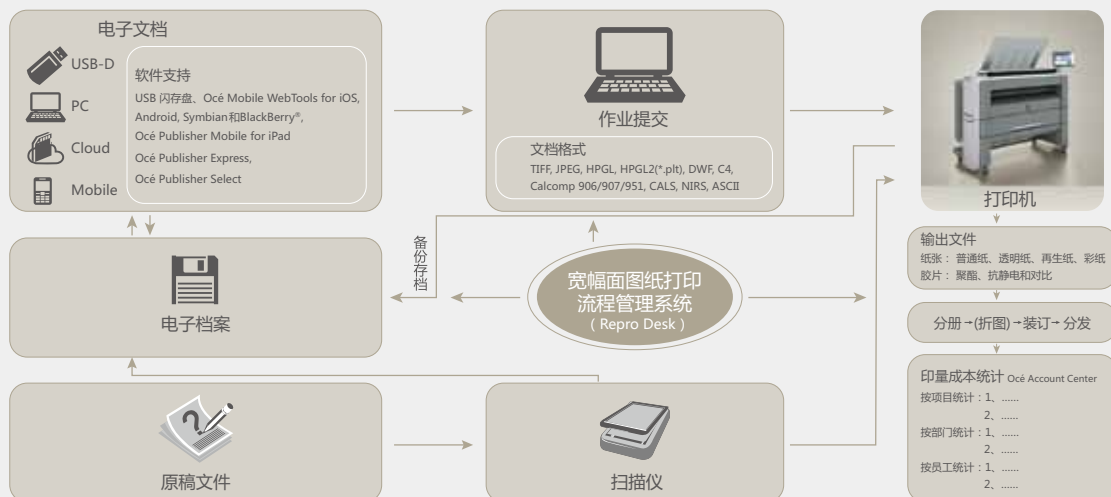 电子文档
USB-D
PC
Cloud
Mobile
软件支持
USB 闪存盘、Océ Mobile WebTools for iOS,
Android, Symbian和BlackBerry®,
Océ Publisher Mobile for iPad
Océ Publisher Express,
Océ Publisher Select
作业提交
文档格式
TIFF, JPEG, HPGL, HPGL2(*.plt), DWF, C4,
Calcomp 906/907/951, CALS, NIRS, ASCII
打印机
输出文件
纸张： 普通纸、透明纸、再生纸、彩纸
胶片： 聚酯、抗静电和对比
备份存档
电子档案
宽幅面图纸打印
流程管理系统
（Repro Desk）
分册→(折图)→装订→分发
印量成本统计 Océ Account Center
按项目统计：1、……
2、……
按部门统计：1、……
2、……
按员工统计：1、……
2、……
原稿文件
扫描仪